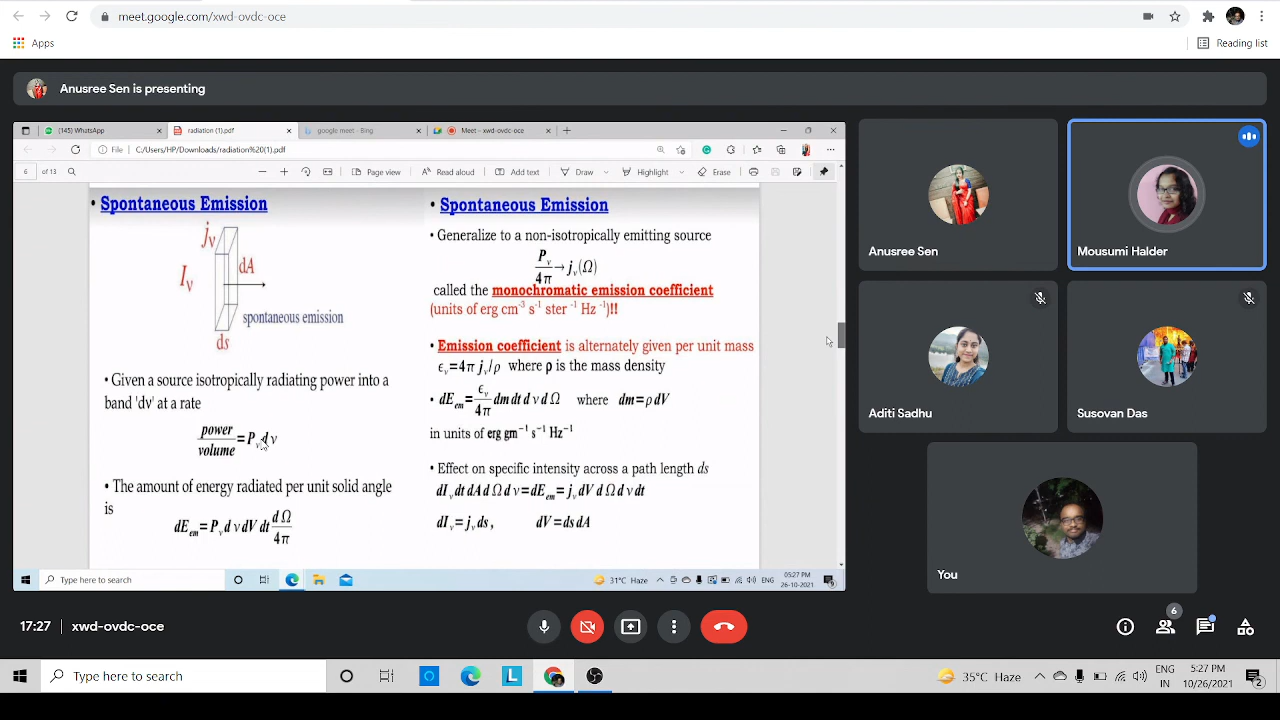 meet.google.com/xwd-ovdc-oce
Apps
Reading list
Anusree Sen is presenting
(145) WhatsApp
radiation (1).pdf
google meet - Bing
Meet – xwd-ovdc-oce
File | C:/Users/HP/Downloads/radiation%20(1).pdf
6 of 13
Page view
Read aloud
Add text
Draw
Highlight
Erase
• Spontaneous Emission
jν
Iν
dA
spontaneous emission
ds
• Given a source isotropically radiating power into a
band 'dν' at a rate
power/volume = Pν dν
• The amount of energy radiated per unit solid angle
is
dEem = Pν dν dV dt dΩ/4π
• Spontaneous Emission
• Generalize to a non-isotropically emitting source
Pν/4π → jν(Ω)
called the monochromatic emission coefficient
(units of erg cm⁻³ s⁻¹ ster⁻¹ Hz⁻¹)!!
• Emission coefficient is alternately given per unit mass
ϵν=4π jν/ρ where ρ is the mass density
• dEem = ϵν/4π dm dt dν dΩ where dm=ρ dV
in units of erg gm⁻¹ s⁻¹ Hz⁻¹
• Effect on specific intensity across a path length ds
dIν dt dA dΩ dν=dEem=jν dV dΩ dν dt
dIν=jν ds, dV=ds dA
Type here to search
31°C Haze
ENG
05:27 PM
26-10-2021
Anusree Sen
Mousumi Halder
Aditi Sadhu
Susovan Das
You
17:27 | xwd-ovdc-oce
6
Type here to search
L
35°C Haze
ENG
IN
5:27 PM
10/26/2021
2